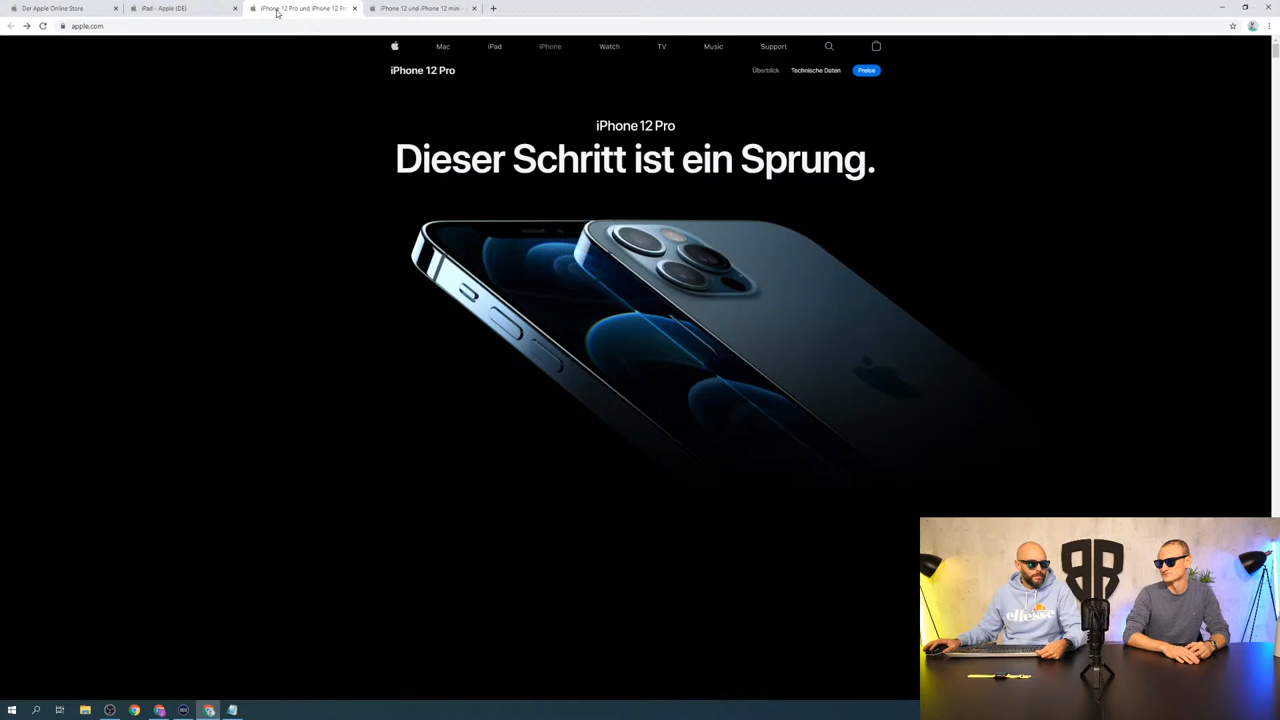 Der Apple Online Store
iPad - Apple (DE)
iPhone 12 Pro und iPhone 12 Pr
iPhone 12 und iPhone 12 mini -
apple.com
Mac
iPad
iPhone
Watch
TV
Music
Support
iPhone 12 Pro
Überblick
Technische Daten
Preise
iPhone 12 Pro
Dieser Schritt ist ein Sprung.
ellesse